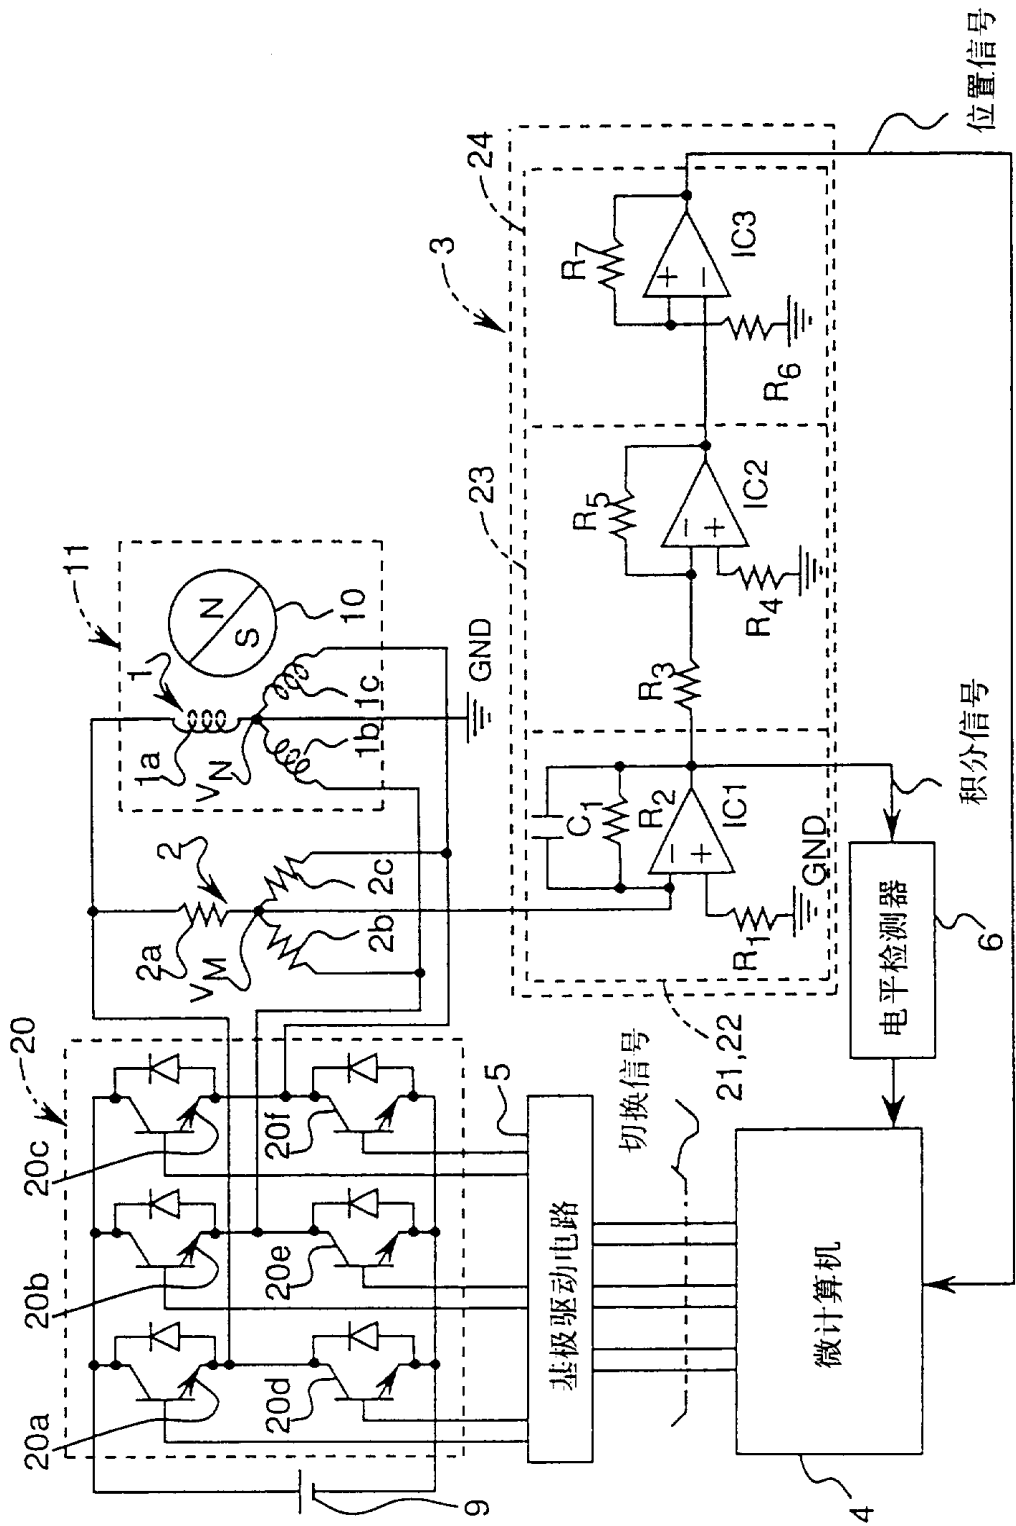 20
20a
20b
20c
20d
20e
20f
9
11
1
1a
1b
1c
VN
N
S
10
GND
2
2a
2b
2c
VM
3
21,22
23
24
C1
R2
IC1
R1
GND
R3
R5
IC2
R4
R7
IC3
R6
位置信号
积分信号
5
基极驱动电路
切换信号
电平检测器
6
微计算机
4
+
−
−
+
−
+